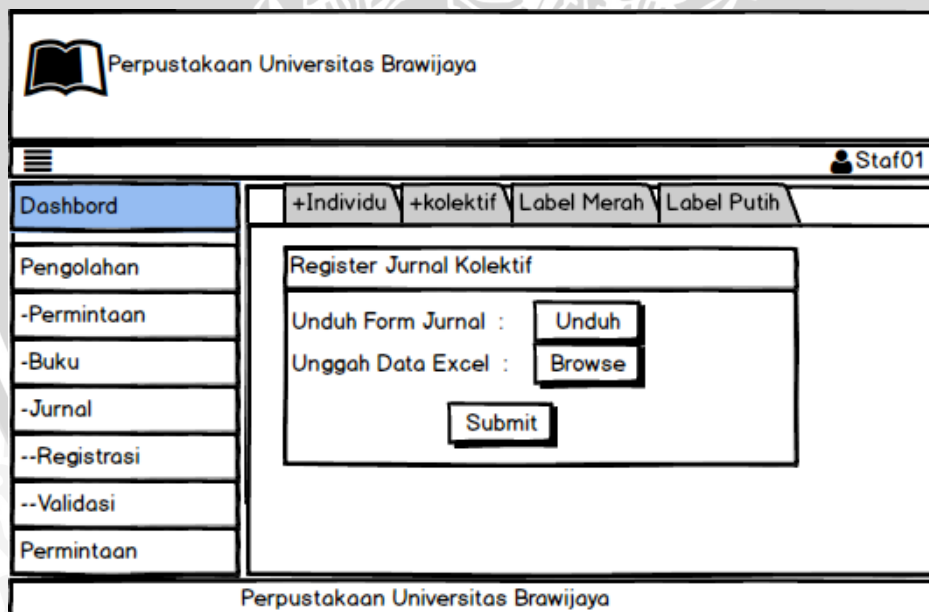 Perpustakaan Universitas Brawijaya
Staf01
Dashbord
+Individu +kolektif Label Merah Label Putih
Pengolahan
-Permintaan
-Buku
-Jurnal
--Registrasi
--Validasi
Permintaan
Register Jurnal Kolektif
Unduh Form Jurnal : Unduh
Unggah Data Excel : Browse
Submit
Perpustakaan Universitas Brawijaya